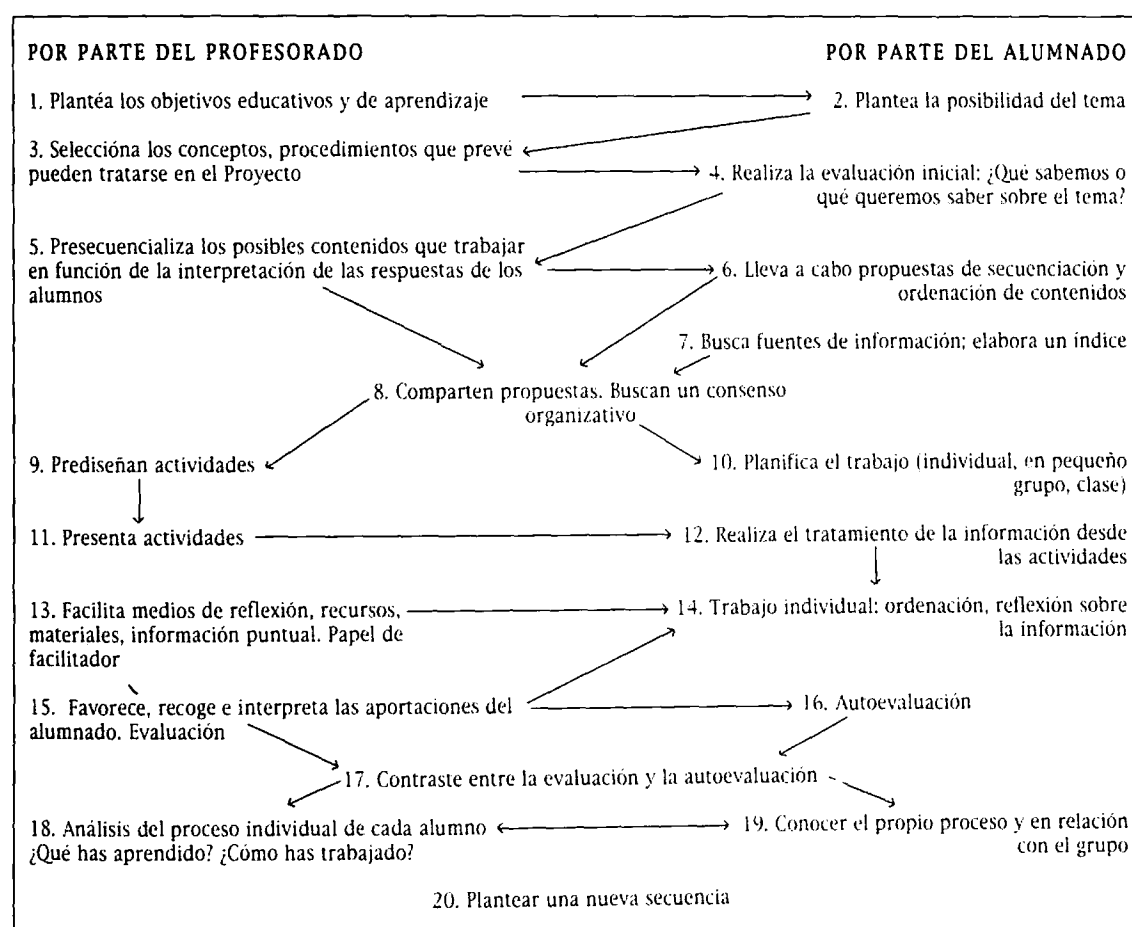 POR PARTE DEL PROFESORADO
POR PARTE DEL ALUMNADO
1. Plantéa los objetivos educativos y de aprendizaje
2. Plantea la posibilidad del tema
3. Seleccióna los conceptos, procedimientos que prevé
pueden tratarse en el Proyecto
4. Realiza la evaluación inicial: ¿Qué sabemos o
qué queremos saber sobre el tema?
5. Presecuencializa los posibles contenidos que trabajar
en función de la interpretación de las respuestas de los
alumnos
6. Lleva a cabo propuestas de secuenciación y
ordenación de contenidos
7. Busca fuentes de información; elabora un índice
8. Comparten propuestas. Buscan un consenso
organizativo
9. Prediseñan actividades
10. Planifica el trabajo (individual, en pequeño
grupo, clase)
11. Presenta actividades
12. Realiza el tratamiento de la información desde
las actividades
13. Facilita medios de reflexión, recursos,
materiales, información puntual. Papel de
facilitador
14. Trabajo individual: ordenación, reflexión sobre
la información
15. Favorece, recoge e interpreta las aportaciones del
alumnado. Evaluación
16. Autoevaluación
17. Contraste entre la evaluación y la autoevaluación
18. Análisis del proceso individual de cada alumno
¿Qué has aprendido? ¿Cómo has trabajado?
19. Conocer el propio proceso y en relación
con el grupo
20. Plantear una nueva secuencia